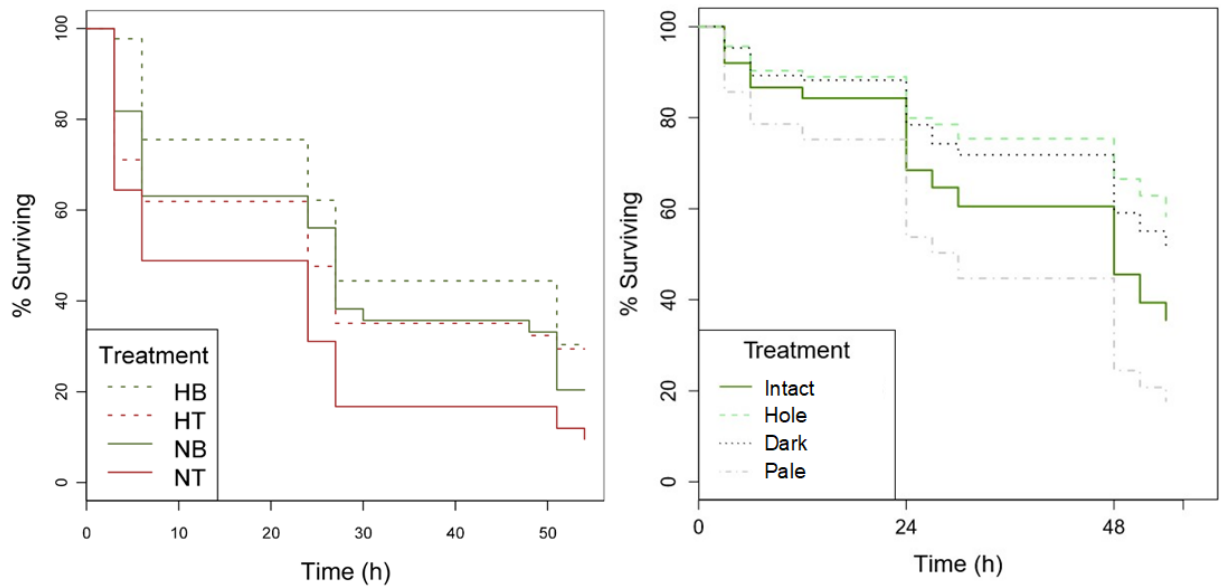 % Surviving
100
80
60
40
20
0
Treatment
HB
HT
NB
NT
0 10 20 30 40 50
Time (h)
% Surviving
100
80
60
40
20
0
Treatment
Intact
Hole
Dark
Pale
0 24 48
Time (h)